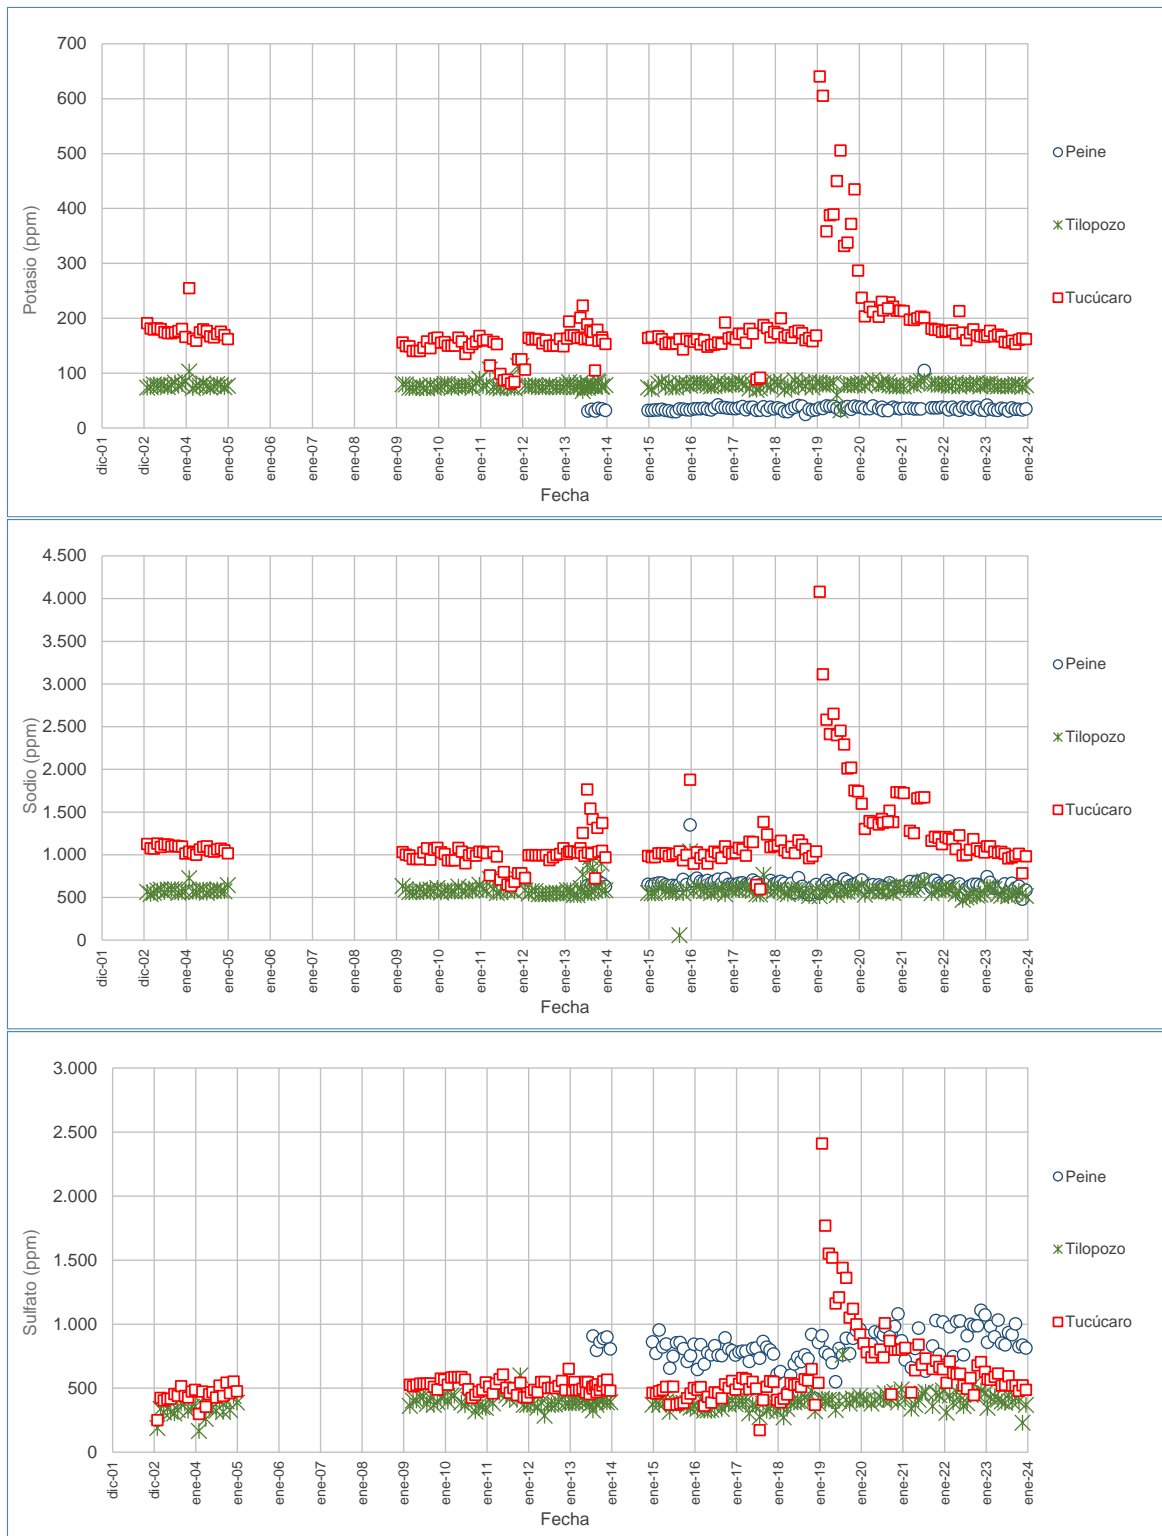 700
600
500
400
300
200
100
0
Potasio (ppm)
dic-01
dic-02
ene-04
ene-05
ene-06
ene-07
ene-08
ene-09
ene-10
ene-11
ene-12
ene-13
ene-14
ene-15
ene-16
ene-17
ene-18
ene-19
ene-20
ene-21
ene-22
ene-23
ene-24
Fecha
Peine
Tilopozo
Tucúcaro
4.500
4.000
3.500
3.000
2.500
2.000
1.500
1.000
500
0
Sodio (ppm)
dic-01
dic-02
ene-04
ene-05
ene-06
ene-07
ene-08
ene-09
ene-10
ene-11
ene-12
ene-13
ene-14
ene-15
ene-16
ene-17
ene-18
ene-19
ene-20
ene-21
ene-22
ene-23
ene-24
Fecha
Peine
Tilopozo
Tucúcaro
3.000
2.500
2.000
1.500
1.000
500
0
Sulfato (ppm)
dic-01
dic-02
ene-04
ene-05
ene-06
ene-07
ene-08
ene-09
ene-10
ene-11
ene-12
ene-13
ene-14
ene-15
ene-16
ene-17
ene-18
ene-19
ene-20
ene-21
ene-22
ene-23
ene-24
Fecha
Peine
Tilopozo
Tucúcaro